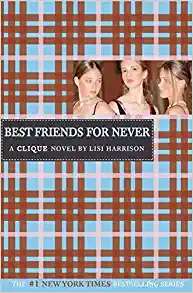 BEST FRIENDS FOR NEVER
A CLIQUE NOVEL BY LISI HARRISON
THE #1 NEW YORK TIMES BESTSELLING SERIES